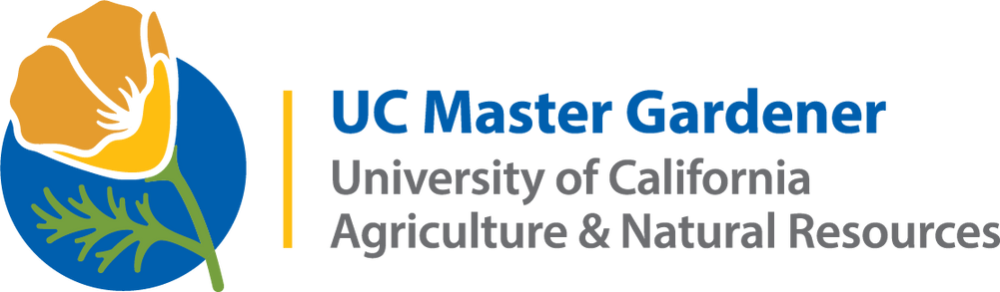 UC Master Gardener
University of California
Agriculture & Natural Resources